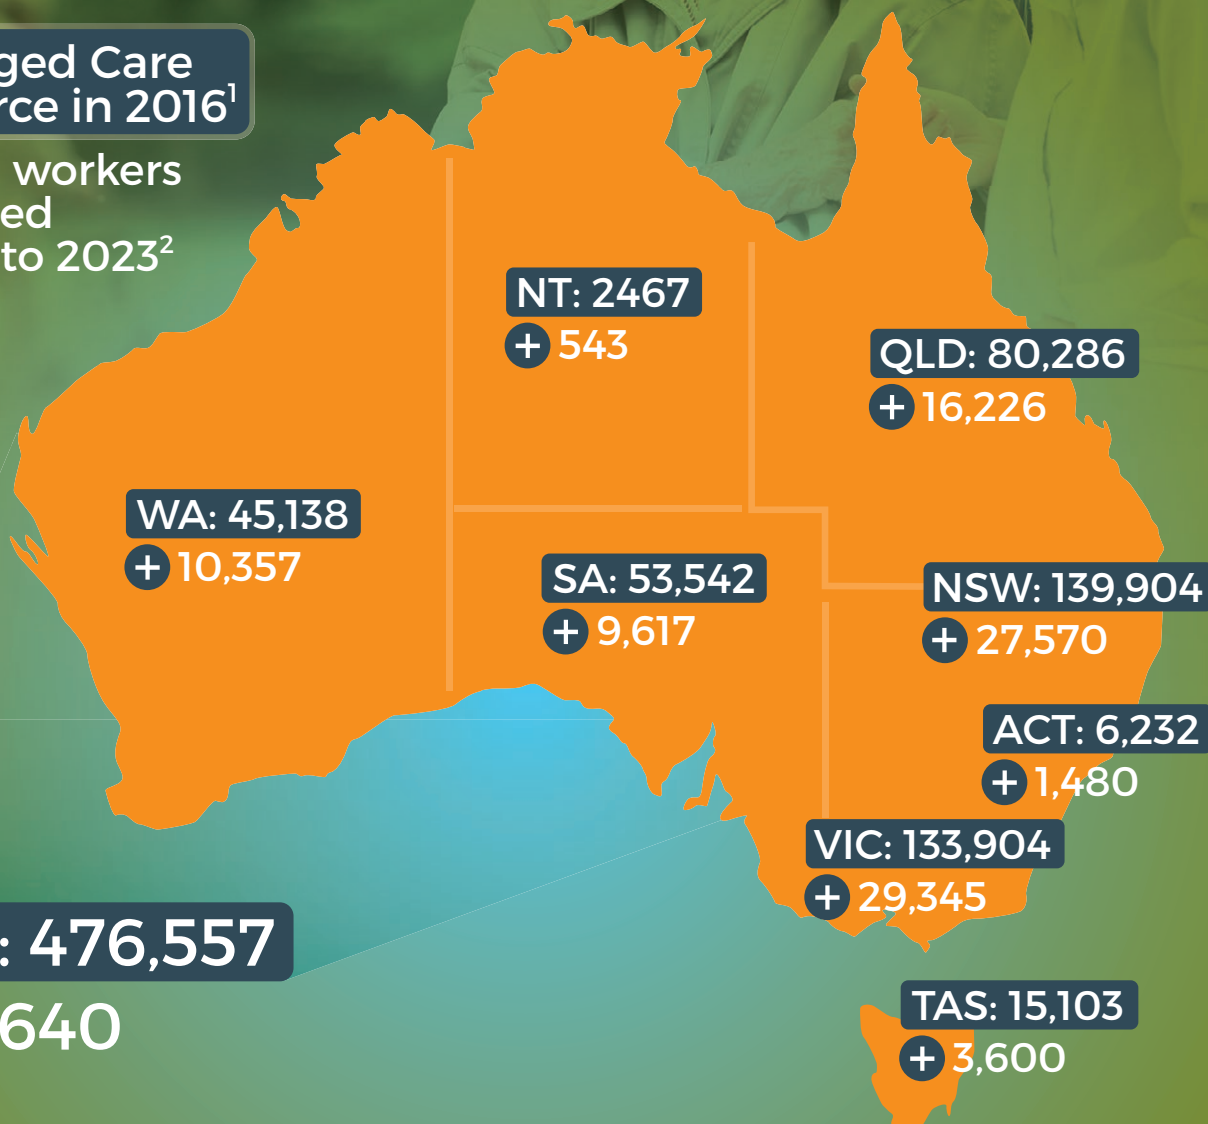 ged Care
rce in 2016¹
workers
ed
to 2023²
NT: 2467
+ 543
QLD: 80,286
+ 16,226
WA: 45,138
+ 10,357
SA: 53,542
+ 9,617
NSW: 139,904
+ 27,570
ACT: 6,232
+ 1,480
VIC: 133,904
+ 29,345
: 476,557
640
TAS: 15,103
+ 3,600